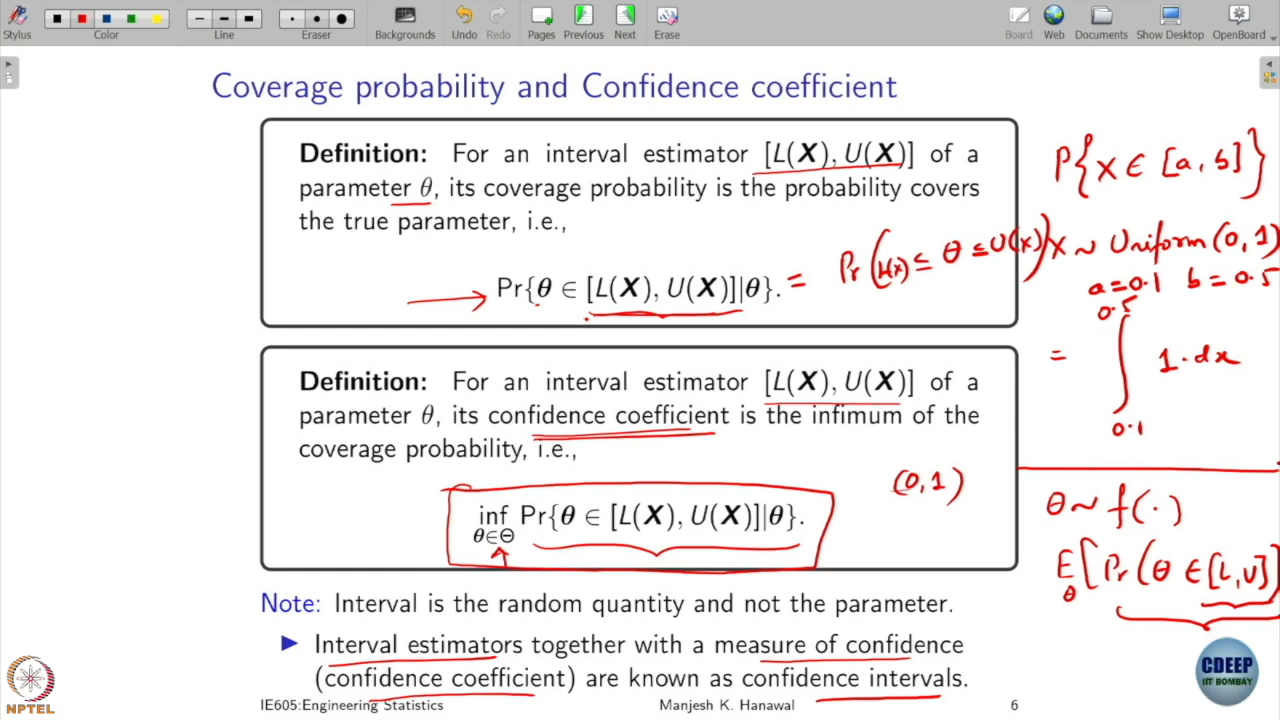 Stylus
Color
Line
Eraser
Backgrounds
Undo
Redo
Pages
Previous
Next
Erase
Board
Web
Documents
Show Desktop
OpenBoard
Coverage probability and Confidence coefficient
Definition: For an interval estimator [L(X), U(X)] of a
parameter θ, its coverage probability is the probability covers
the true parameter, i.e.,
Pr{θ ∈ [L(X), U(X)]|θ}.
= Pr(L(X) ≤ θ ≤ U(X))
Definition: For an interval estimator [L(X), U(X)] of a
parameter θ, its confidence coefficient is the infimum of the
coverage probability, i.e.,
inf Pr{θ ∈ [L(X), U(X)]|θ}.
θ∈Θ
(0,1)
Note: Interval is the random quantity and not the parameter.
▶ Interval estimators together with a measure of confidence
(confidence coefficient) are known as confidence intervals.
P{X ∈ [a, b]}
X ~ Uniform (0, 1)
a = 0.1 b = 0.5
0.5
= ∫ 1. dx
0.1
θ ~ f(·)
E[Pr(θ ∈ [L, U]
θ
NPTEL
IE605:Engineering Statistics
Manjesh K. Hanawal
6
CDEEP
IIT BOMBAY